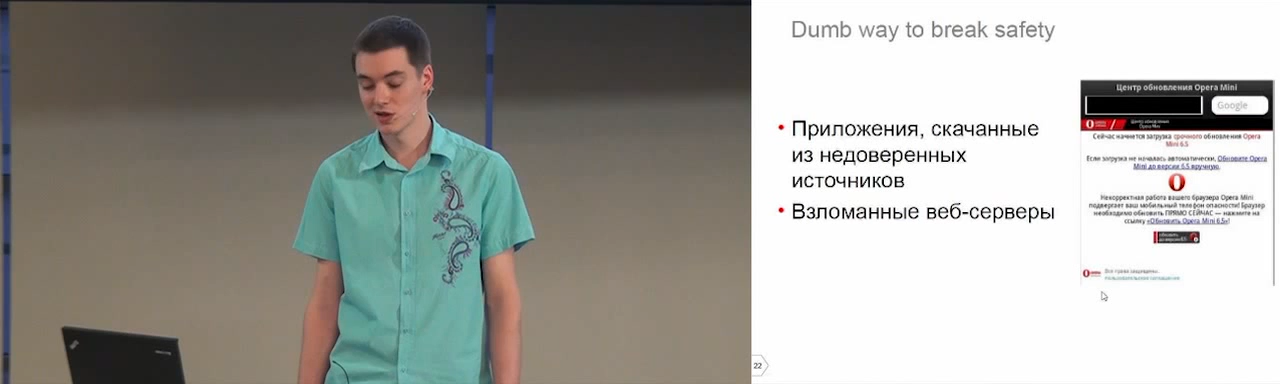 Dumb way to break safety
• Приложения, скачанные
из недоверенных
источников
• Взломанные веб-серверы
Центр обновления Opera Mini
Google
Сейчас начнется загрузка срочного обновления Opera
Mini 6.5
Если загрузка не началась автоматически, Обновите Opera
Mini до версии 6.5 вручную.
Некорректная работа вашего браузера Opera Mini
подвергает ваш мобильный телефон опасности! Браузер
необходимо обновить ПРЯМО СЕЙЧАС — нажмите на
ссылку «Обновить Opera Mini 6.5»!
Все права защищены.
22